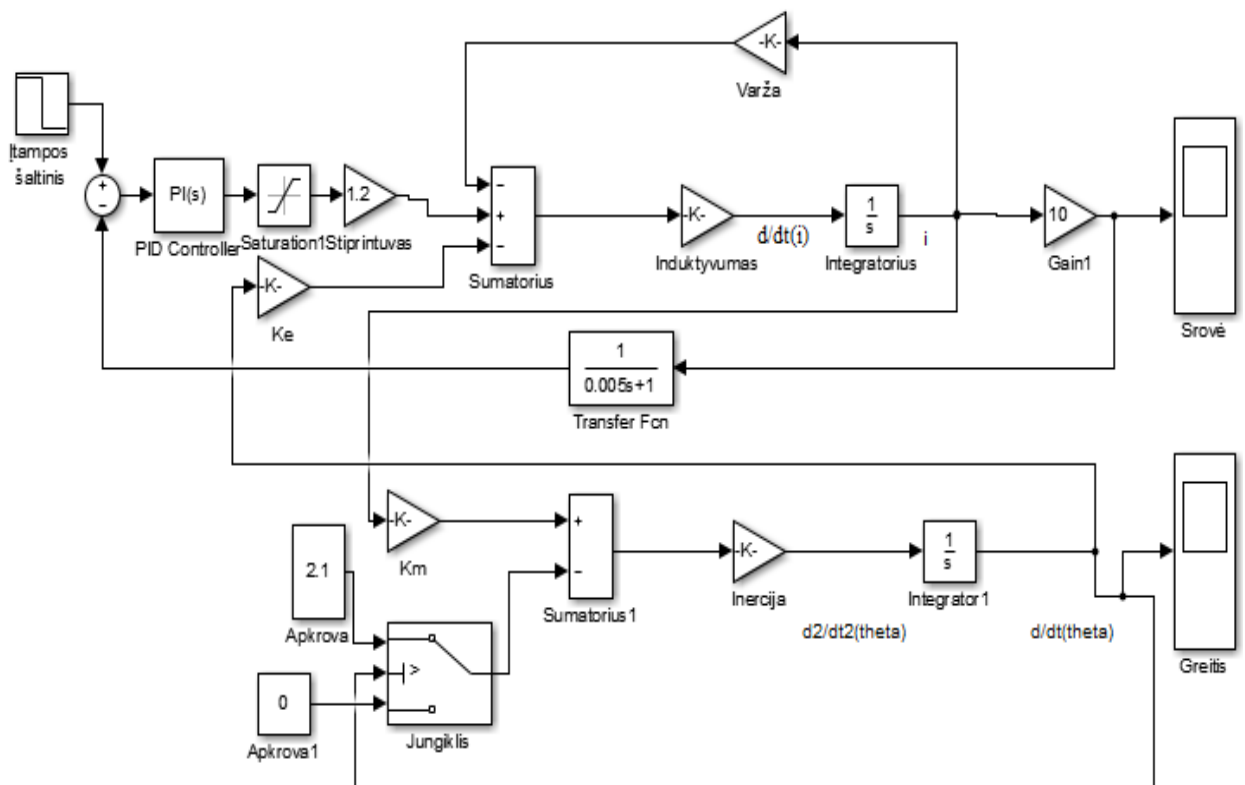 -K-
Varža
Įtampos
šaltinis
+
−
PI(s)
PID Controller
Saturation1
1.2
Stiprintuvas
−
+
−
Sumatorius
-K-
Induktyvumas
d/dt(i)
1
s
Integratorius
i
10
Gain1
Srovė
-K-
Ke
1
0.005s+1
Transfer Fcn
-K-
Km
+
−
Sumatorius1
-K-
Inercija
d2/dt2(theta)
1
s
Integrator1
d/dt(theta)
Greitis
2.1
Apkrova
>
0
Apkrova1
Jungiklis